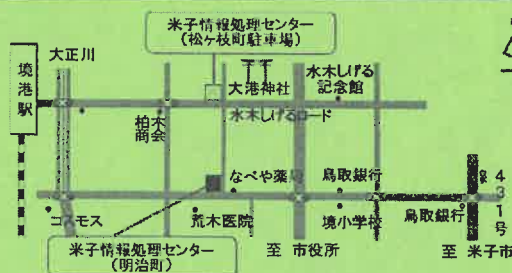 米子情報処理センター
(松ヶ枝町駐車場)
大正川
境港駅
大港神社
水木しげる
記念館
柏木
商会
水木しげるロード
なべや薬局
鳥取銀行
431号
コスモス
荒木医院
境小学校
鳥取銀行
米子情報処理センター
(明治町)
至 市役所
至 米子市